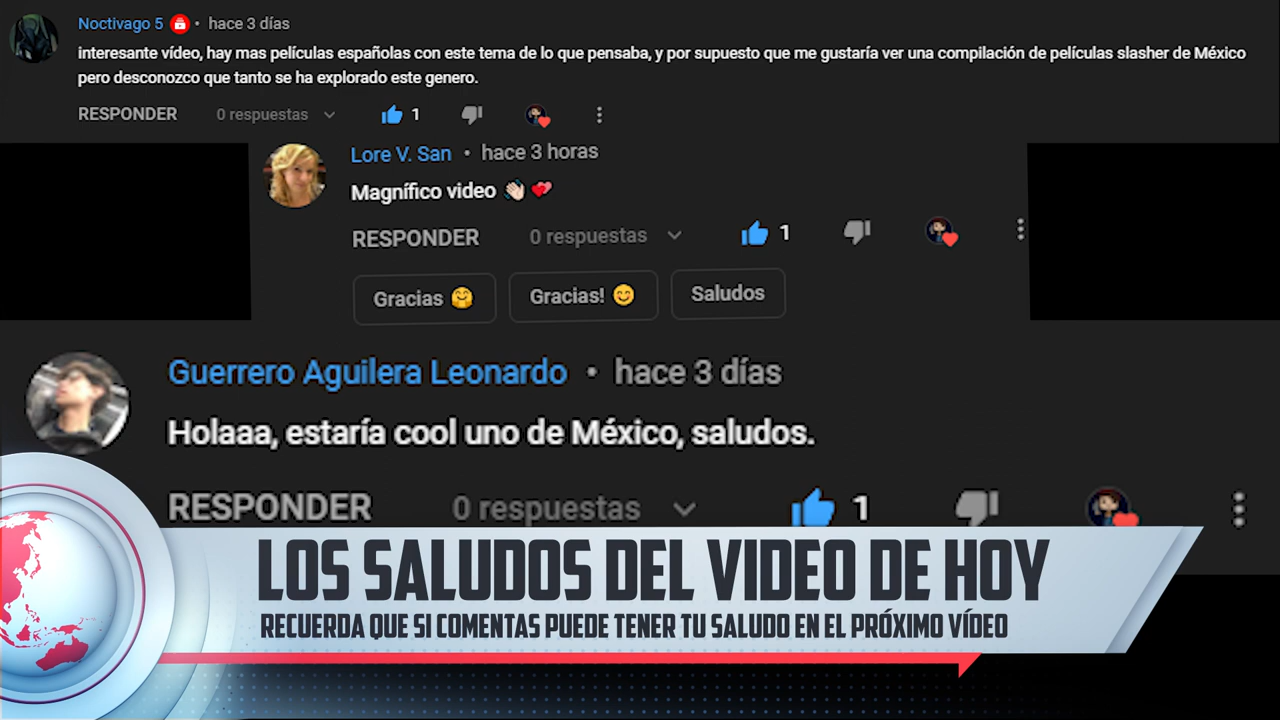 Noctivago 5 • hace 3 días
interesante vídeo, hay mas películas españolas con este tema de lo que pensaba, y por supuesto que me gustaría ver una compilación de películas slasher de México
pero desconozco que tanto se ha explorado este genero.
RESPONDER 0 respuestas 1
Lore V. San • hace 3 horas
Magnífico video 👏🏻 💕
RESPONDER 0 respuestas 1
Gracias 🤗 Gracias! 😊 Saludos
Guerrero Aguilera Leonardo • hace 3 días
Holaaa, estaría cool uno de México, saludos.
RESPONDER 0 respuestas 1
LOS SALUDOS DEL VIDEO DE HOY
RECUERDA QUE SI COMENTAS PUEDE TENER TU SALUDO EN EL PRÓXIMO VÍDEO